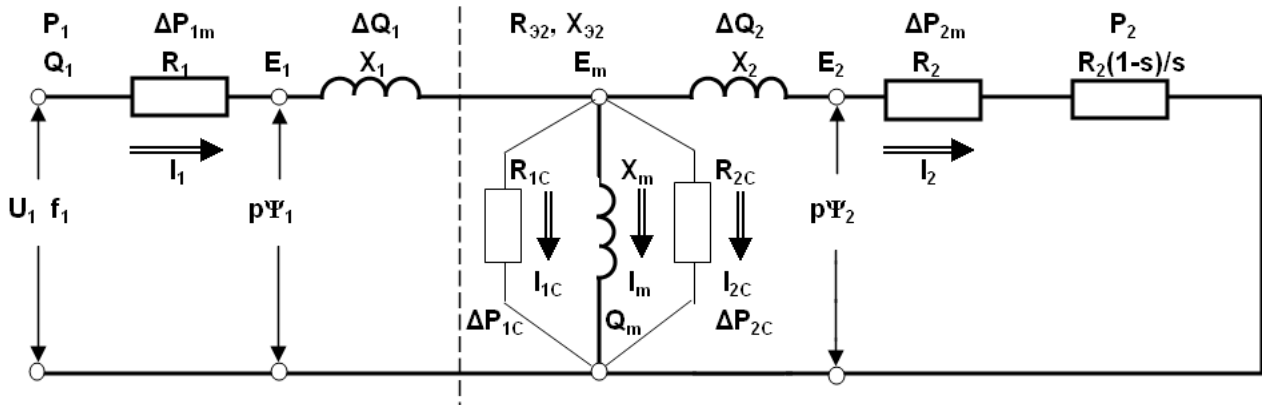 P₁ ΔP₁ₘ ΔQ₁ Rэ₂, Xэ₂ ΔQ₂ ΔP₂ₘ P₂
Q₁ R₁ E₁ X₁ Eₘ X₂ E₂ R₂ R₂(1-s)/s
I₁ R₁C Xₘ R₂C I₂
U₁ f₁ pΨ₁ pΨ₂
I₁C Iₘ I₂C
ΔP₁C Qₘ ΔP₂C